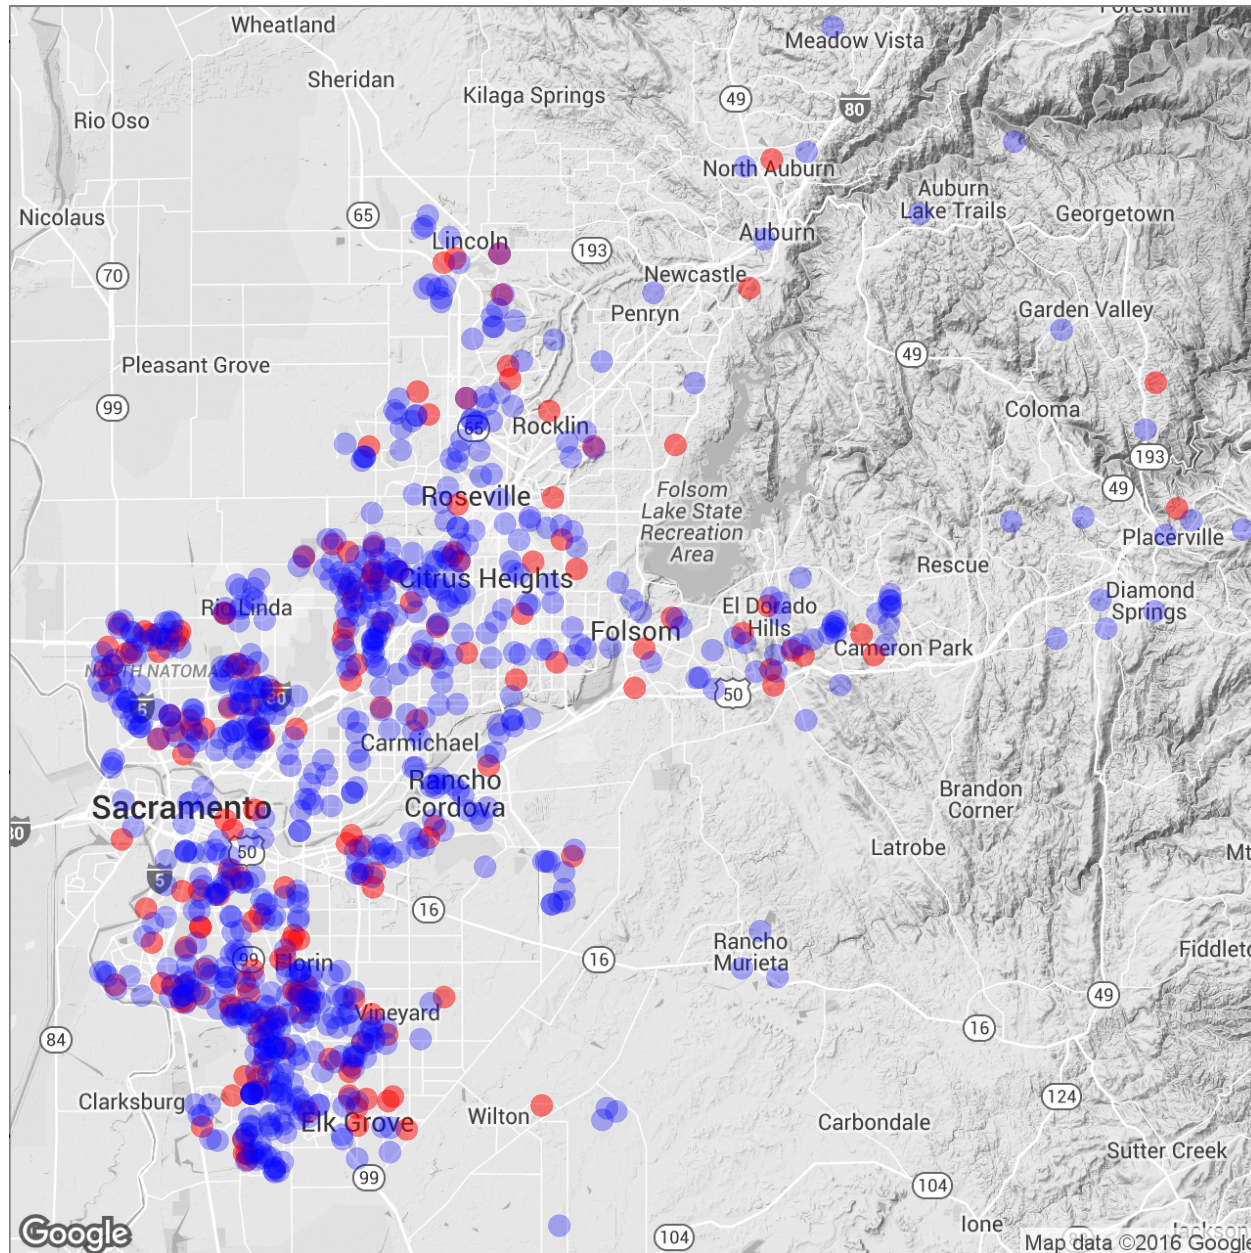 Wheatland
Meadow Vista
Sheridan
Kilaga Springs
49
80
Rio Oso
North Auburn
Auburn
Lake Trails
Georgetown
Nicolaus
65
Auburn
Lincoln
193
70
Newcastle
Penryn
Garden Valley
Pleasant Grove
49
99
Coloma
65
Rocklin
193
49
Roseville
Folsom
Lake State
Recreation
Area
Placerville
Rescue
Citrus Heights
Rio Linda
El Dorado
Hills
Diamond
Springs
Folsom
Cameron Park
NORTH NATOMAS
50
80
5
Carmichael
Rancho
Cordova
Brandon
Corner
Sacramento
80
50
Latrobe
5
16
Rancho
Murieta
99
Florin
16
49
Vineyard
16
84
Clarksburg
Elk Grove
Wilton
124
Carbondale
Sutter Creek
99
104
Ione
104
Google
Map data ©2016 Google